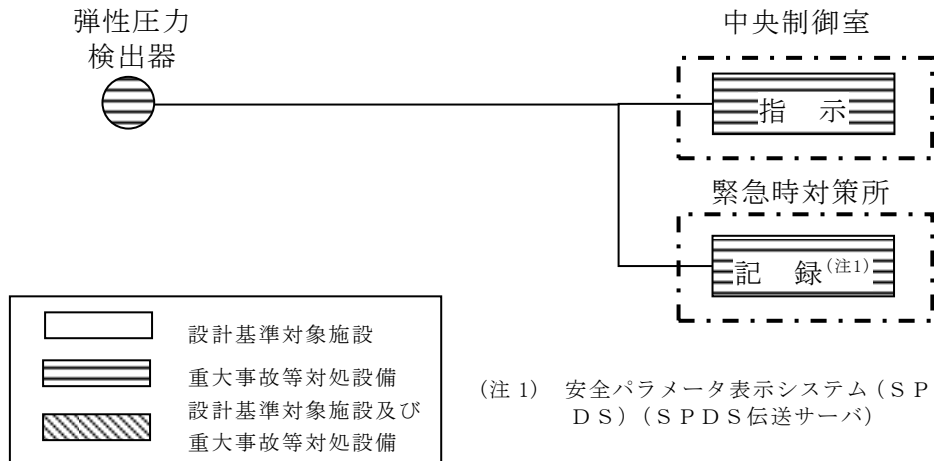 弾性圧力
検出器
中央制御室
指　示
緊急時対策所
記　録(注1)
設計基準対象施設
重大事故等対処設備
設計基準対象施設及び
重大事故等対処設備
(注 1)　安全パラメータ表示システム（ＳＰ
ＤＳ）（ＳＰＤＳ伝送サーバ）